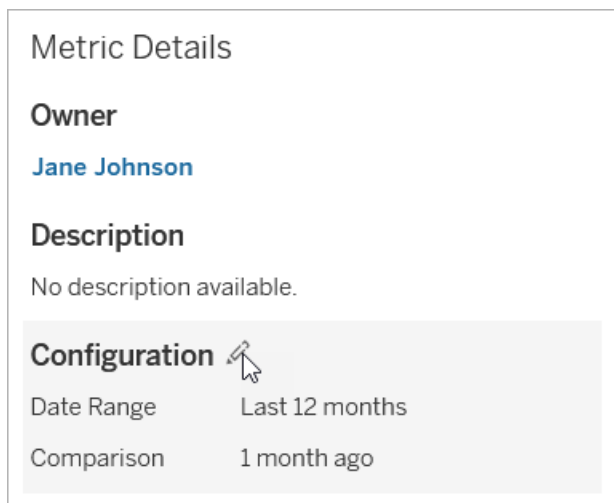 Metric Details
Owner
Jane Johnson
Description
No description available.
Configuration
Date Range Last 12 months
Comparison 1 month ago